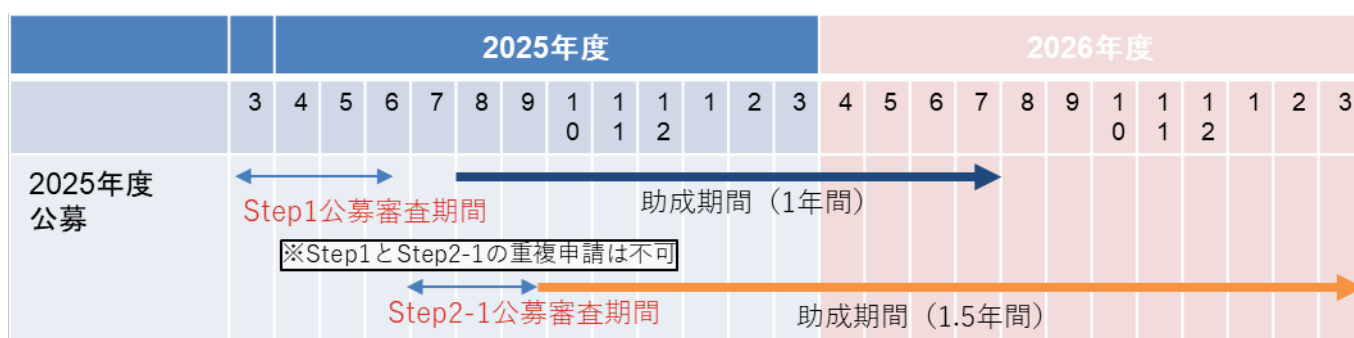 2025年度 2026年度
3 4 5 6 7 8 9 10 11 12 1 2 3 4 5 6 7 8 9 10 11 12 1 2 3
2025年度
公募
助成期間（1年間）
Step1公募審査期間
※Step1とStep2-1の重複申請は不可
Step2-1公募審査期間
助成期間（1.5年間）